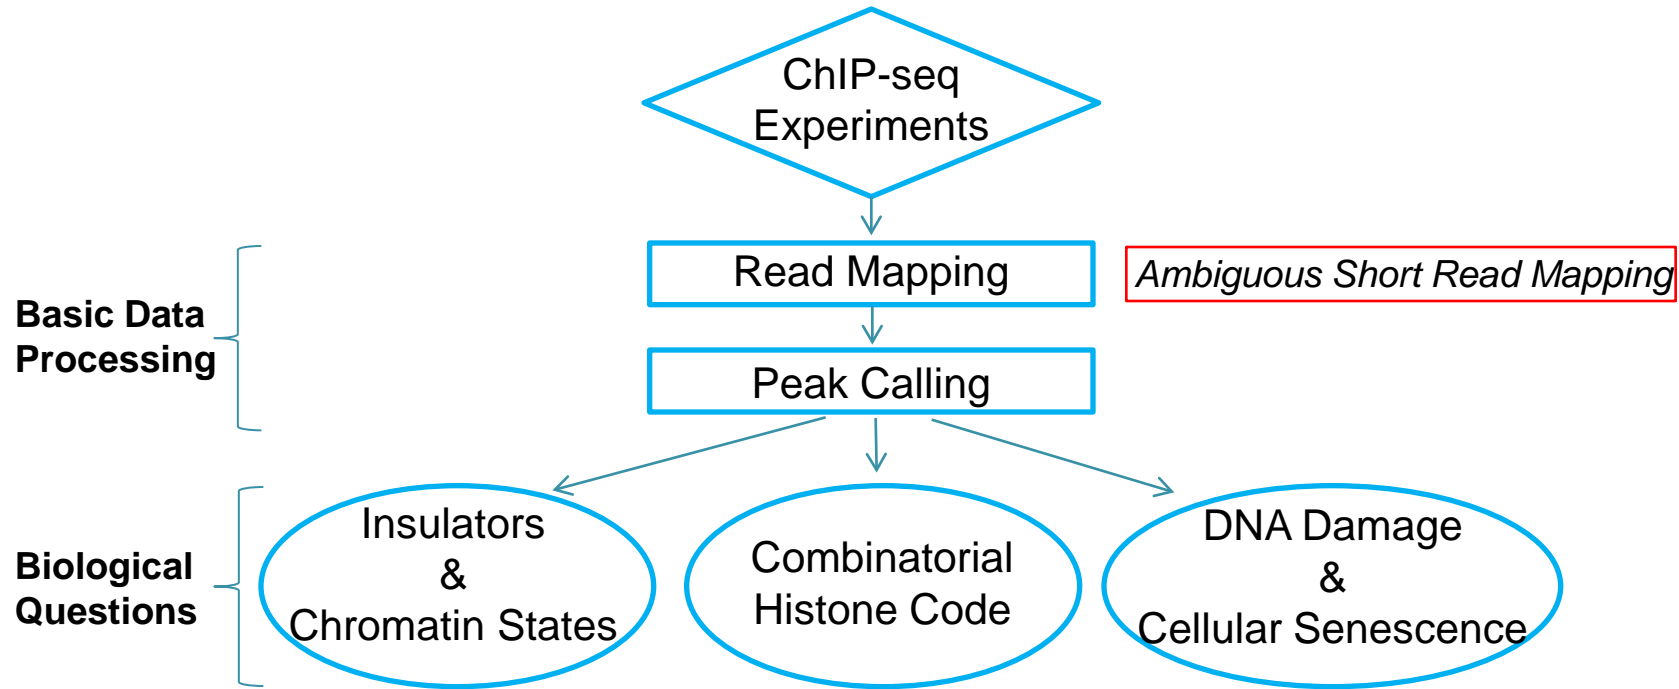 ChIP-seq
Experiments
Read Mapping
Ambiguous Short Read Mapping
Basic Data
Processing
Peak Calling
Biological
Questions
Insulators
&
Chromatin States
Combinatorial
Histone Code
DNA Damage
&
Cellular Senescence